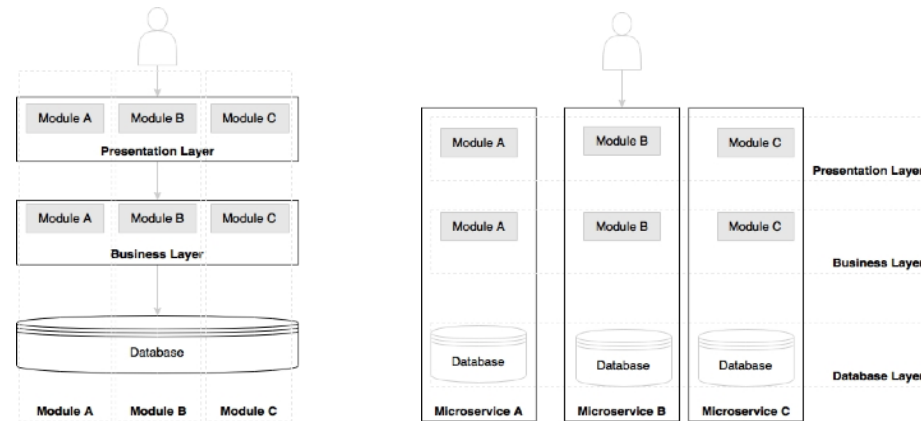 Module A Module B Module C
Presentation Layer
Module A Module B Module C
Business Layer
Database
Module A Module B Module C
Module A Module B Module C
Presentation Layer
Module A Module B Module C
Business Layer
Database Database Database
Database Layer
Microservice A Microservice B Microservice C